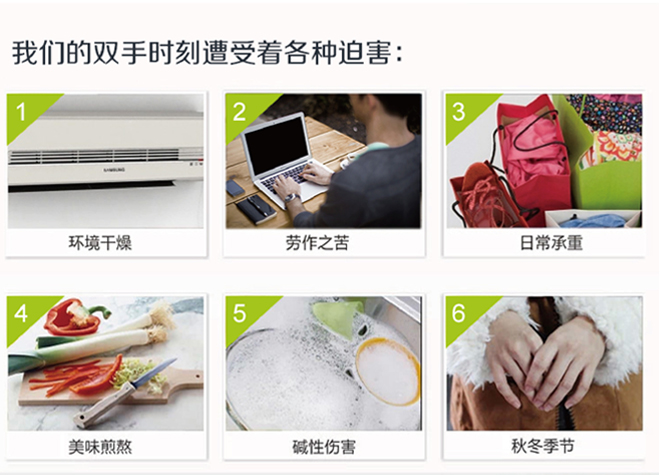 我们的双手时刻遭受着各种迫害：
1
2
3
SAMSUNG
环境干燥
劳作之苦
日常承重
4
5
6
美味煎熬
碱性伤害
秋冬季节